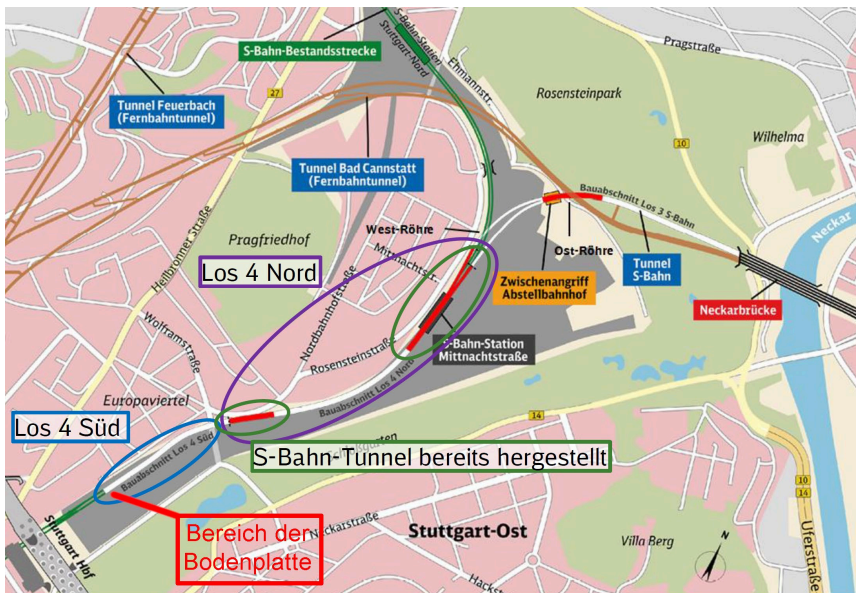 S-Bahn-Bestandsstrecke
S-Bahn-Station
Stuttgart-Nord
Ehmannstr.
Pragstraße
Rosensteinpark
Wilhelma
Tunnel Feuerbach
(Fernbahntunnel)
27
10
Tunnel Bad Cannstatt
(Fernbahntunnel)
Bauabschnitt Los 3 S-Bahn
Heilbronner Straße
Neckar
Pragfriedhof
West-Röhre
Mittnachtstr.
Ost-Röhre
Los 4 Nord
Tunnel
S-Bahn
Zwischenangriff
Abstellbahnhof
Neckarbrücke
Nordbahnhofstraße
Wolframstraße
Rosensteinstraße
S-Bahn-Station
Mittnachtstraße
Bauabschnitt Los 4 Nord
Europaviertel
14
Los 4 Süd
Bauabschnitt Los 4 Süd
S-Bahn-Tunnel bereits hergestellt
10
14
Stuttgart Hbf
Bereich der
Bodenplatte
Neckarstraße
Stuttgart-Ost
Villa Berg
N
Uferstraße
Hackstr